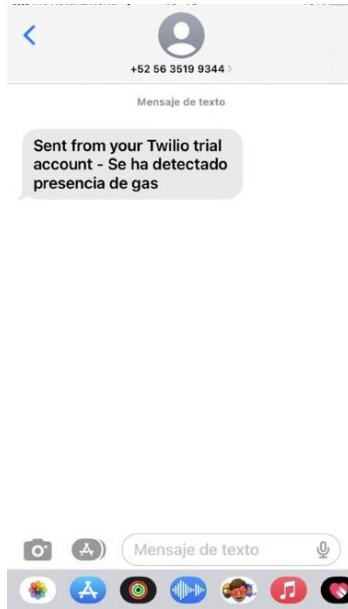 +52 56 3519 9344
Mensaje de texto
Sent from your Twilio trial
account - Se ha detectado
presencia de gas
Mensaje de texto